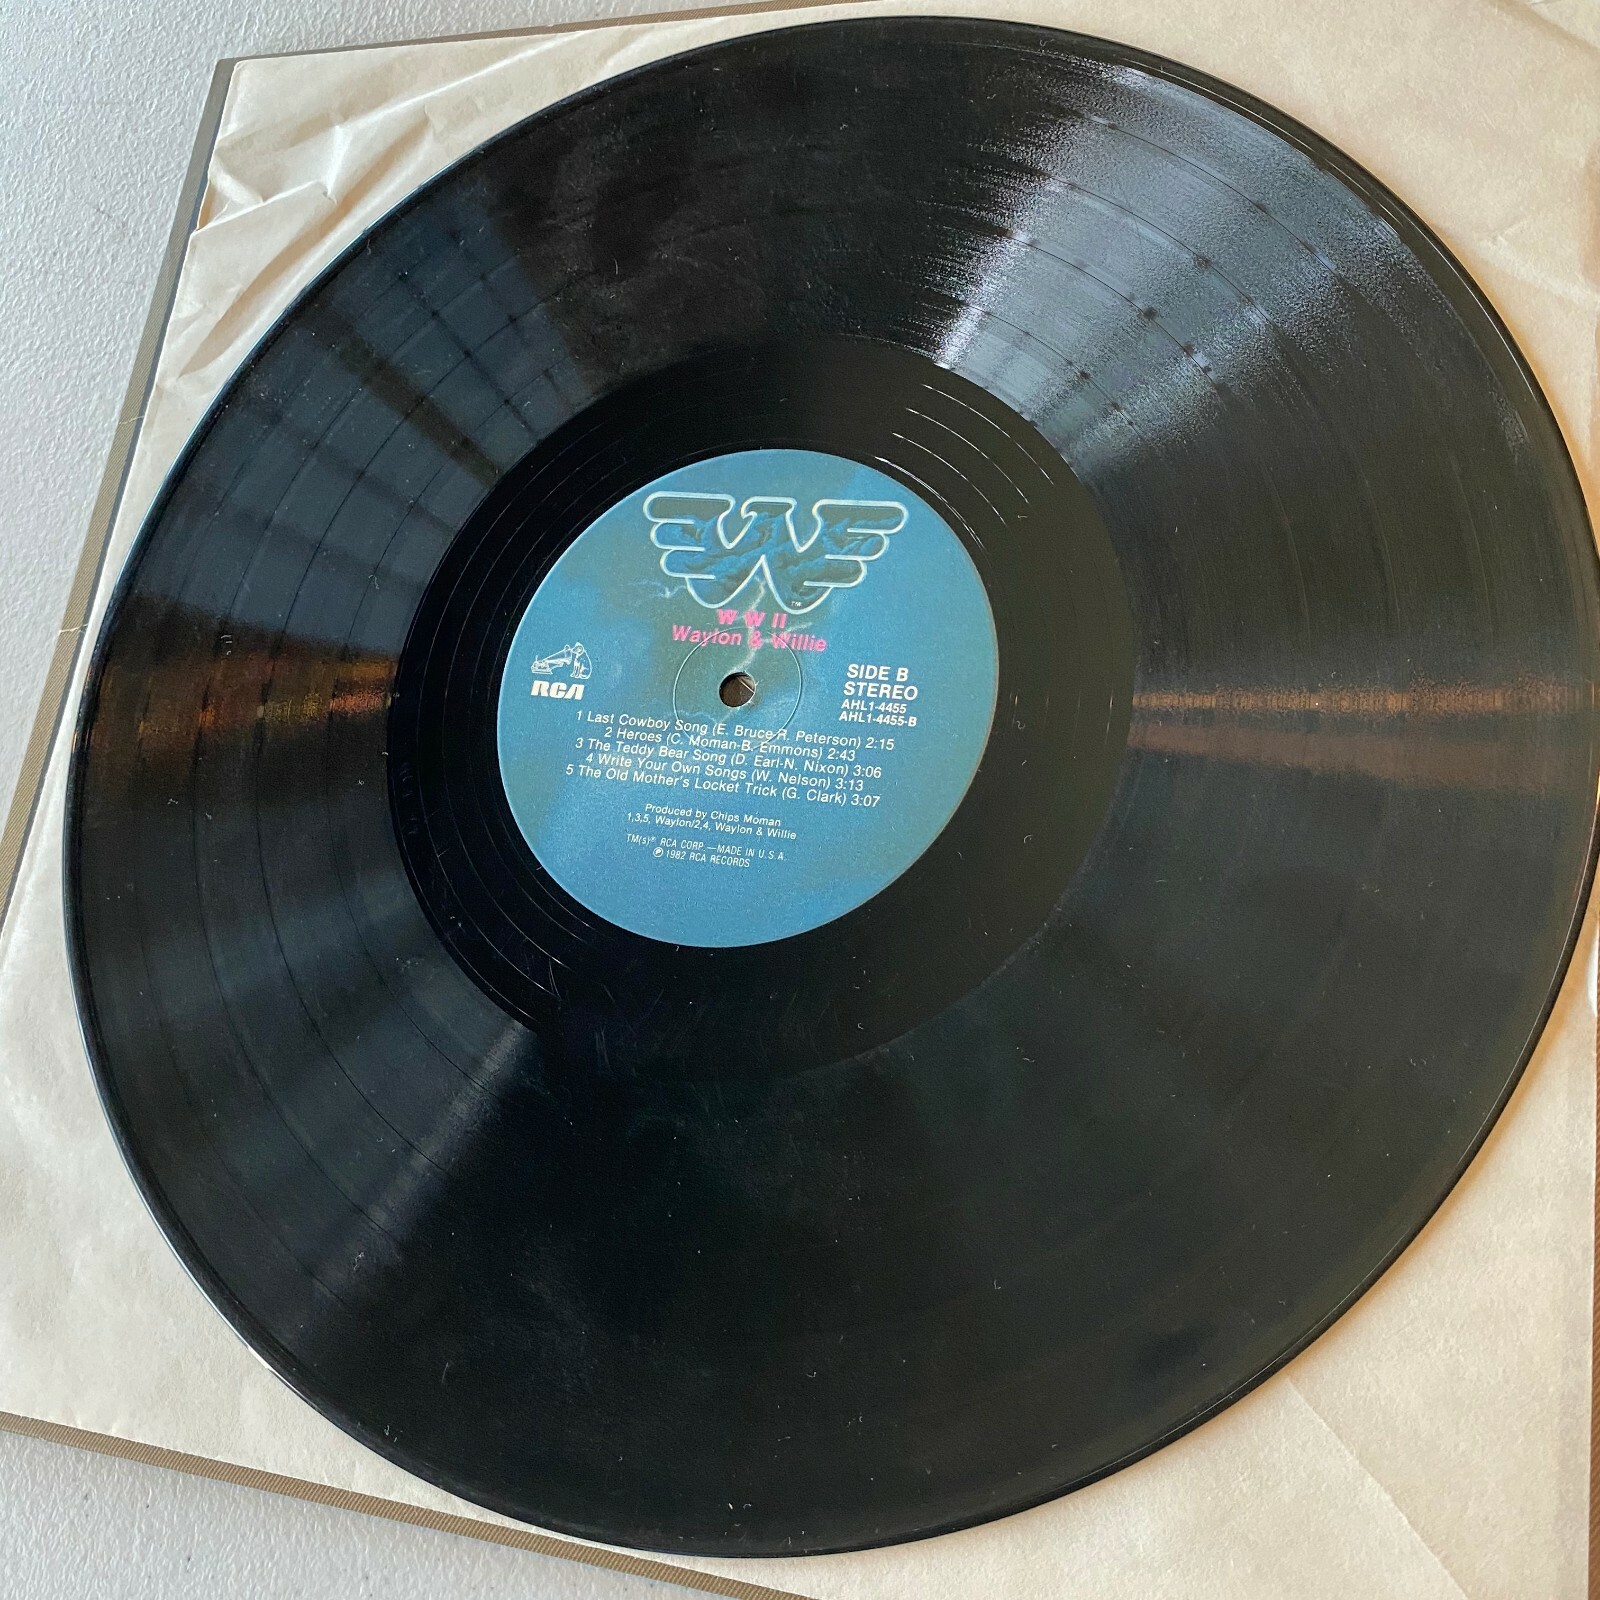 TM
W W II
Waylon & Willie
RCA
SIDE B
STEREO
AHL1-4455
AHL1-4455-B
1 Last Cowboy Song (E. Bruce-R. Peterson) 2:15
2 Heroes (C. Moman-B. Emmons) 2:43
3 The Teddy Bear Song (D. Earl-N. Nixon) 3:06
4 Write Your Own Songs (W. Nelson) 3:13
5 The Old Mother's Locket Trick (G. Clark) 3:07
Produced by Chips Moman
1,3,5, Waylon/2,4, Waylon & Willie
TM(s)® RCA CORP.—MADE IN U.S.A.
℗ 1982 RCA RECORDS